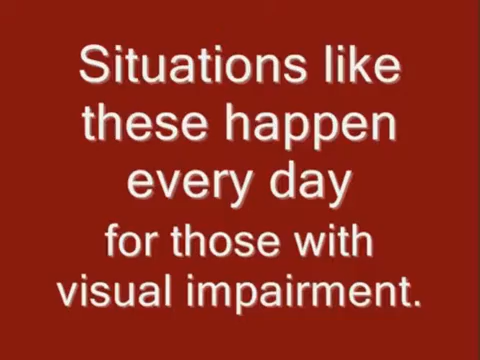 Situations like
these happen
every day
for those with
visual impairment.